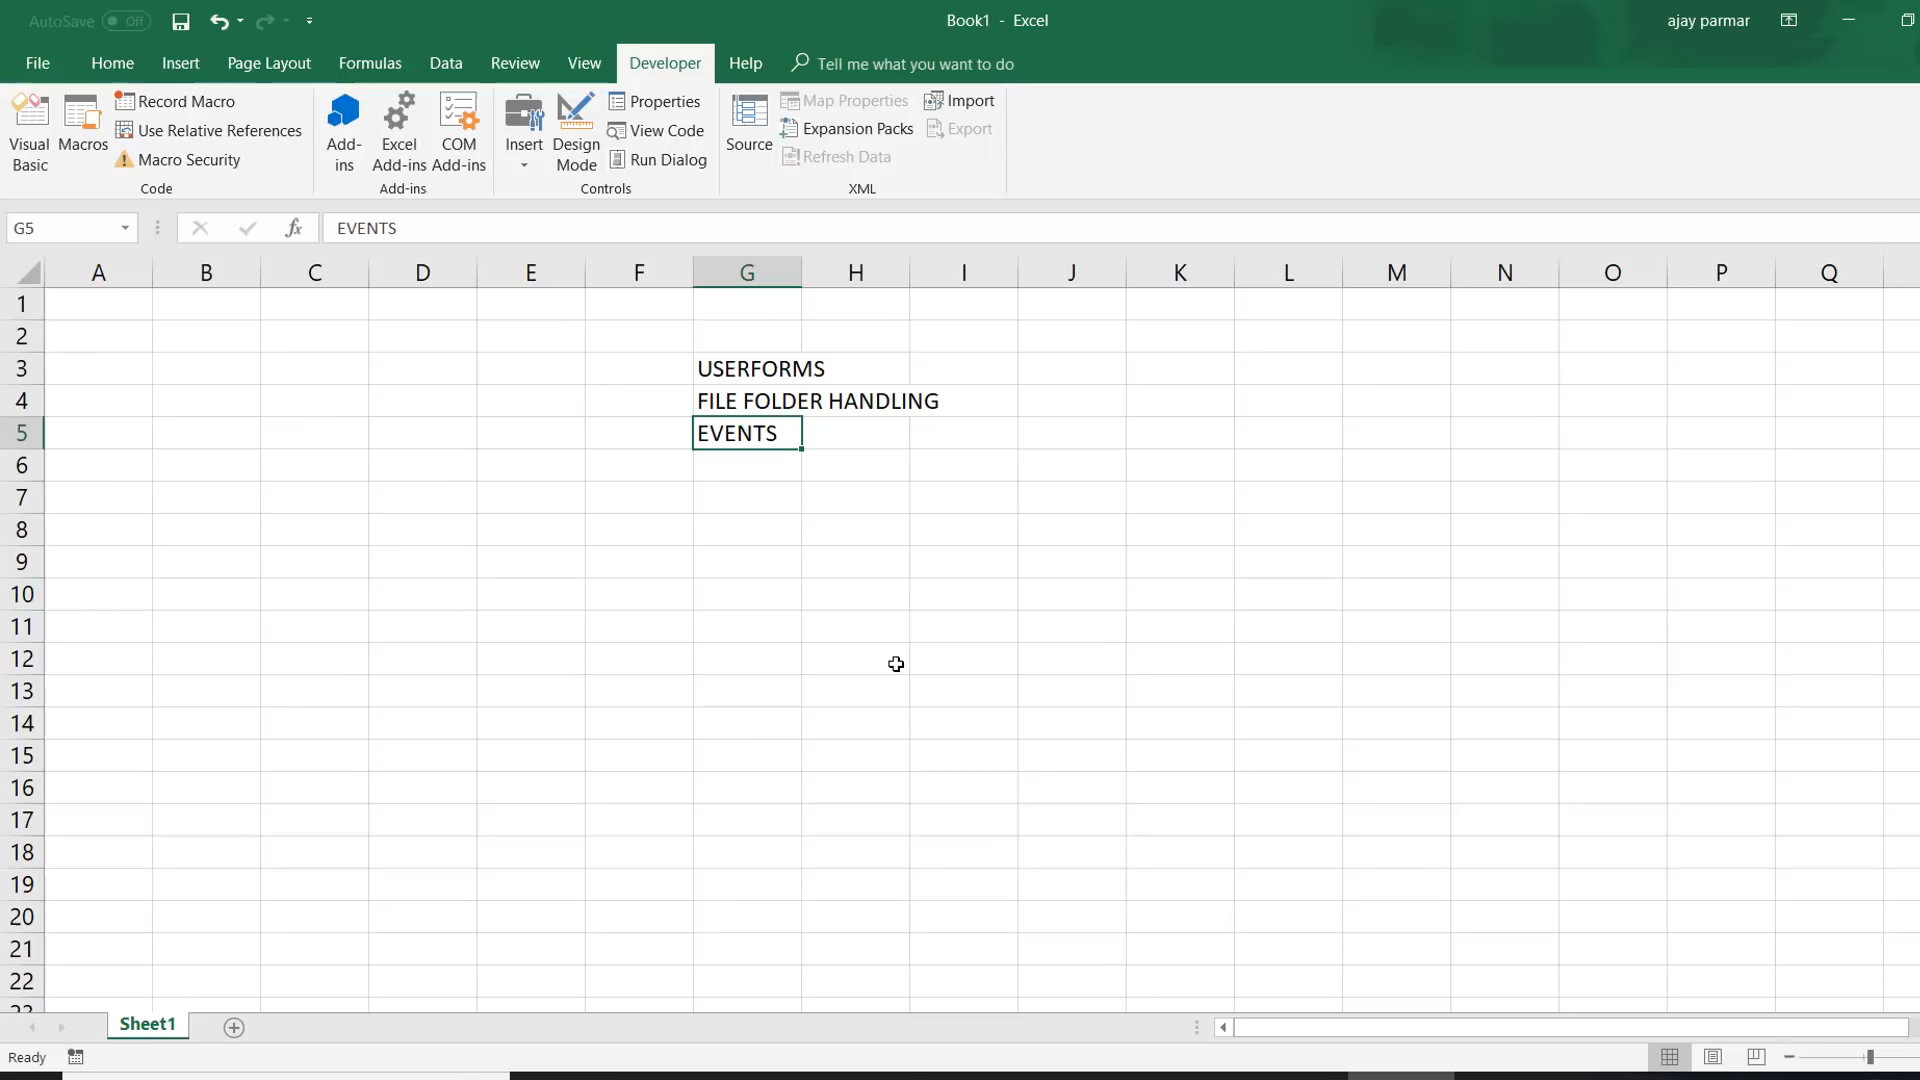 AutoSave Off
Book1 - Excel
ajay parmar
File Home Insert Page Layout Formulas Data Review View Developer Help Tell me what you want to do
Visual Basic
Macros
Record Macro
Use Relative References
Macro Security
Code
Add-ins
Excel Add-ins
COM Add-ins
Add-ins
Insert
Design Mode
Properties
View Code
Run Dialog
Controls
Source
Map Properties
Expansion Packs
Refresh Data
Import
Export
XML
G5 fx EVENTS
A B C D E F G H I J K L M N O P Q
1
2
3 USERFORMS
4 FILE FOLDER HANDLING
5 EVENTS
6
7
8
9
10
11
12
13
14
15
16
17
18
19
20
21
22
Sheet1
Ready